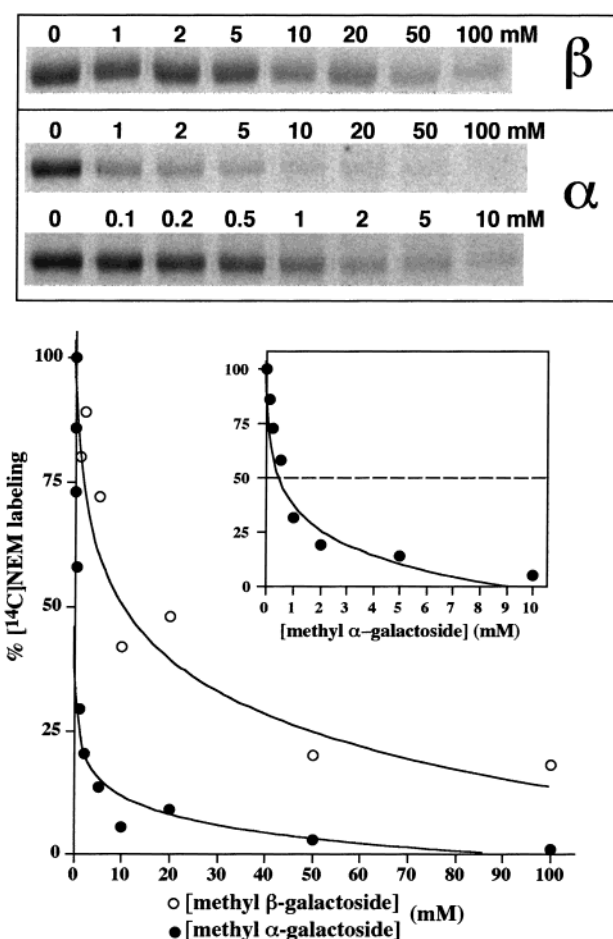 0 1 2 5 10 20 50 100 mM
β
0 1 2 5 10 20 50 100 mM
α
0 0.1 0.2 0.5 1 2 5 10 mM
% [¹⁴C]NEM labeling
100
75
50
25
0
0 10 20 30 40 50 60 70 80 90 100
100
75
50
25
0
0 1 2 3 4 5 6 7 8 9 10
[methyl α–galactoside] (mM)
○ [methyl β-galactoside]
● [methyl α-galactoside]
(mM)